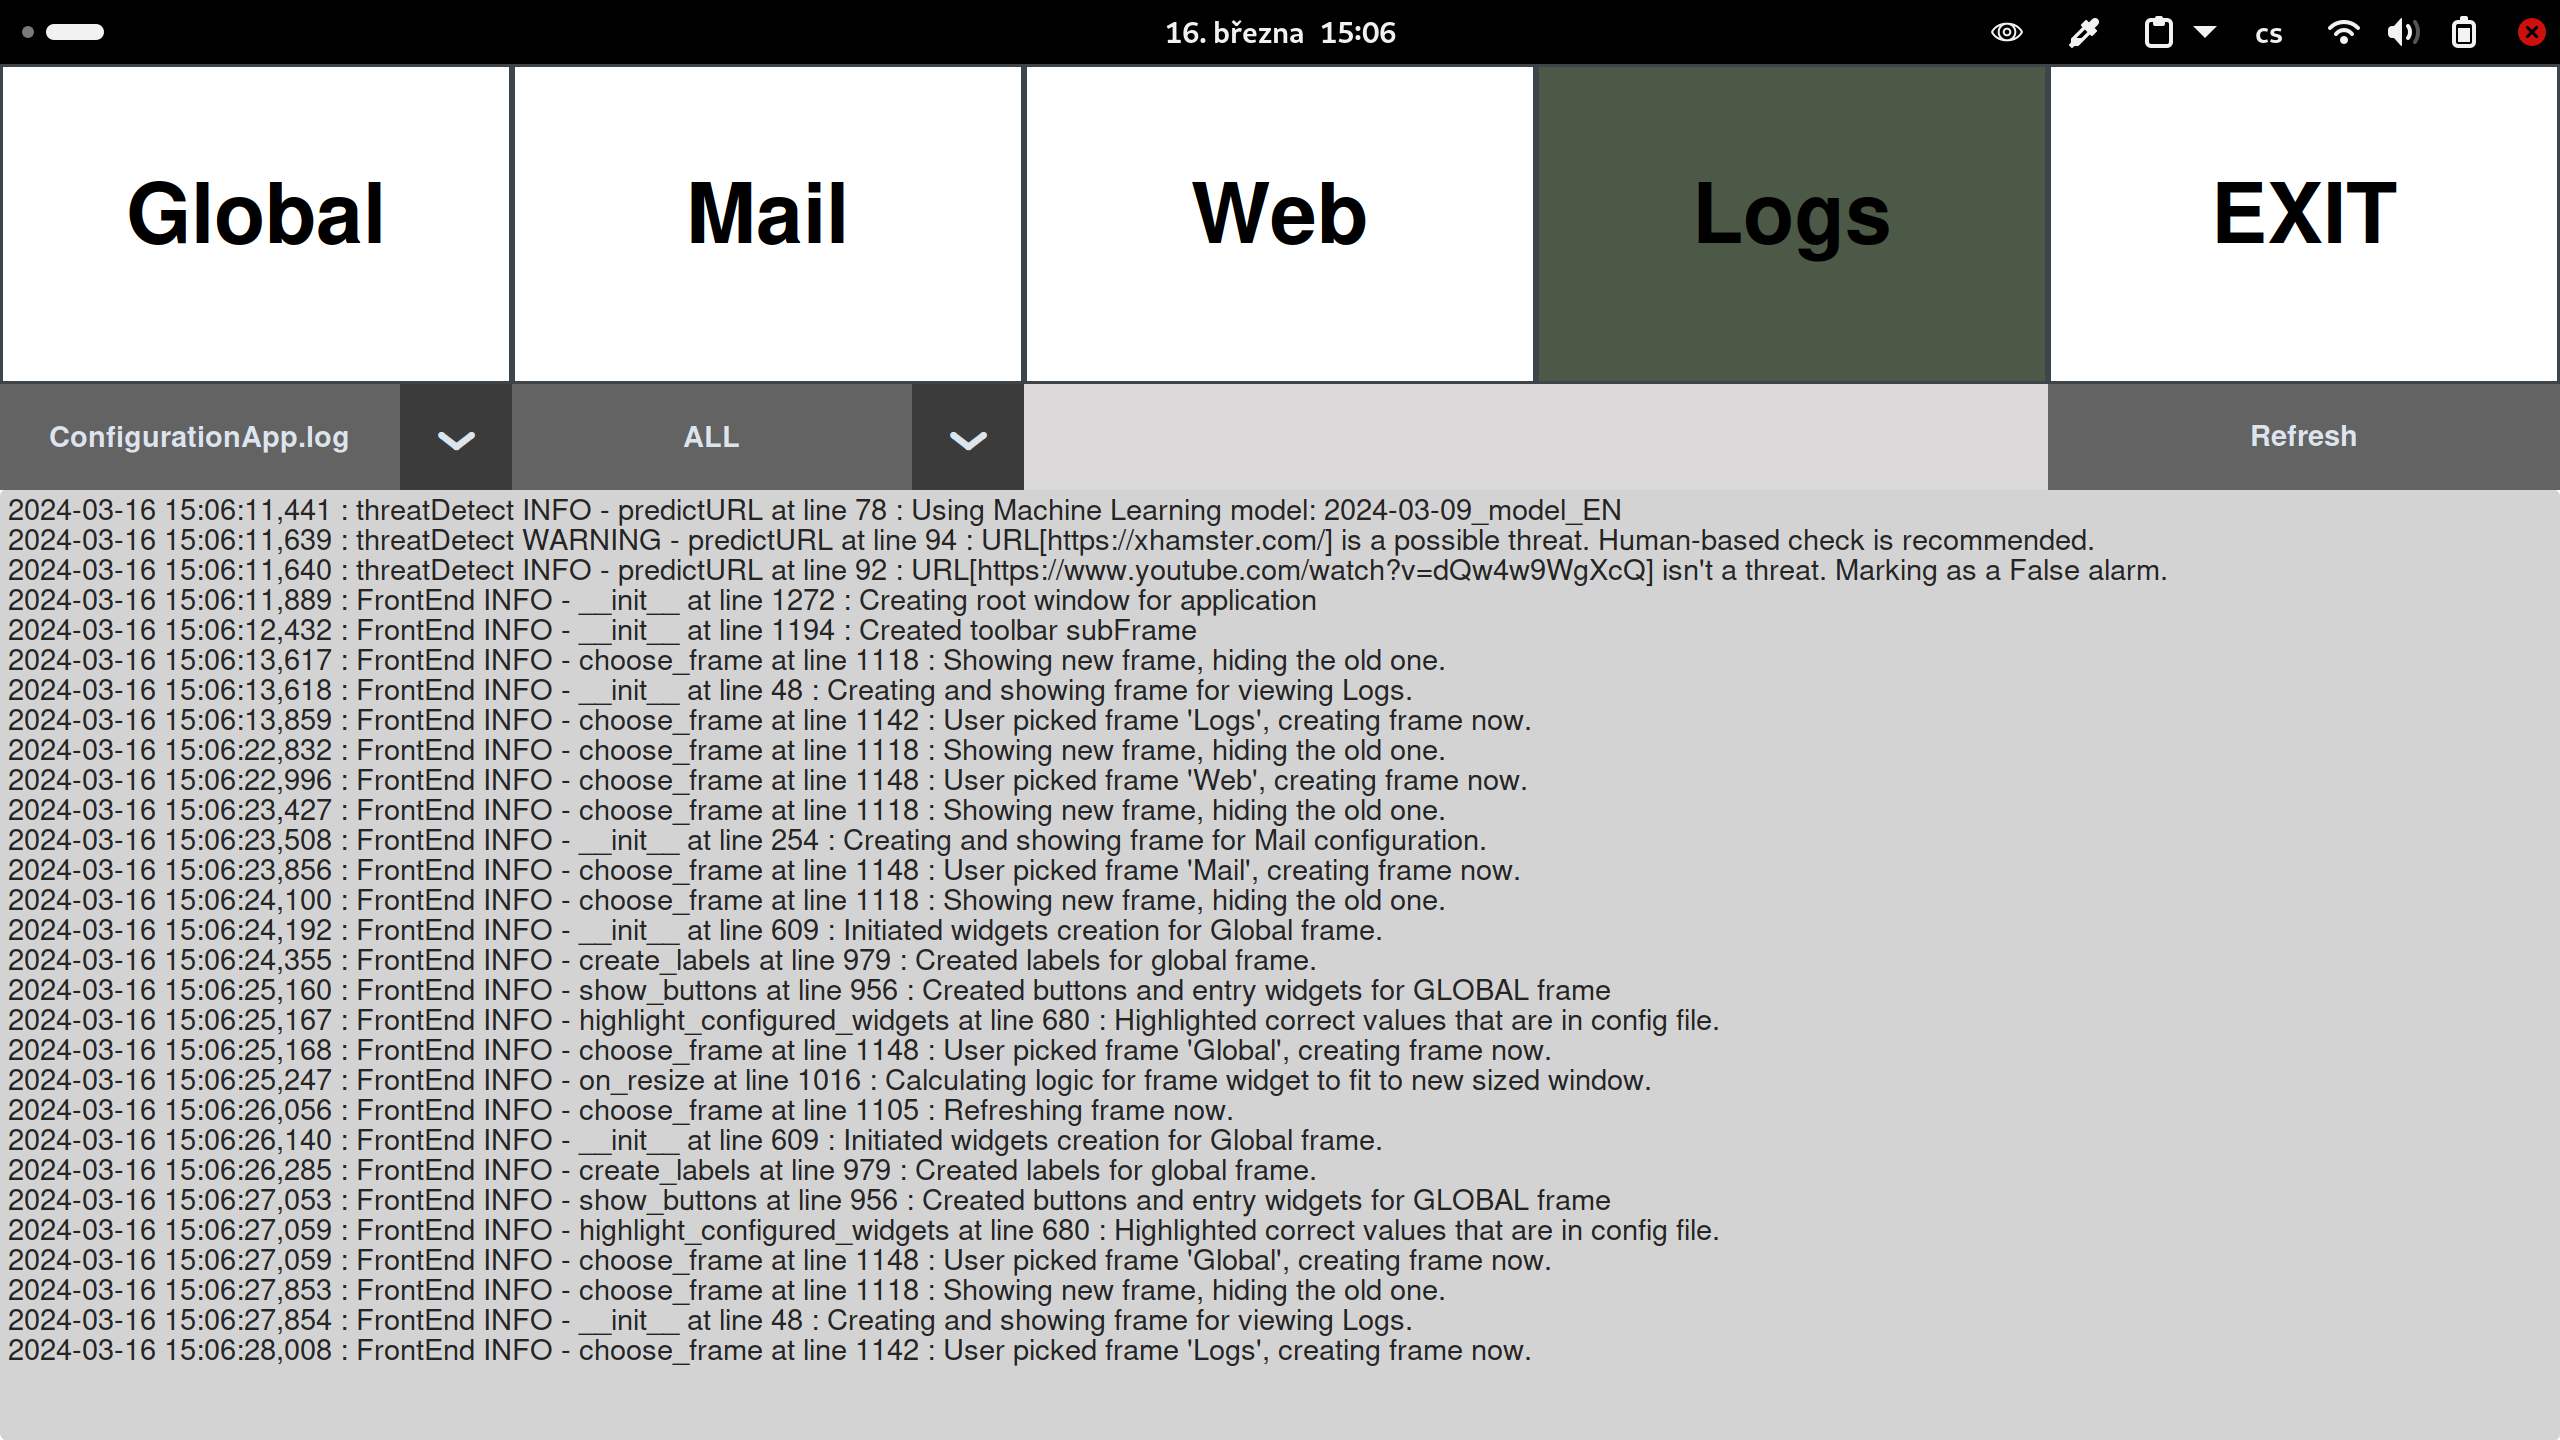 16. března 15:06
cs
Global
Mail
Web
Logs
EXIT
ConfigurationApp.log
ALL
Refresh
2024-03-16 15:06:11,441 : threatDetect INFO - predictURL at line 78 : Using Machine Learning model: 2024-03-09_model_EN
2024-03-16 15:06:11,639 : threatDetect WARNING - predictURL at line 94 : URL[https://xhamster.com/] is a possible threat. Human-based check is recommended.
2024-03-16 15:06:11,640 : threatDetect INFO - predictURL at line 92 : URL[https://www.youtube.com/watch?v=dQw4w9WgXcQ] isn't a threat. Marking as a False alarm.
2024-03-16 15:06:11,889 : FrontEnd INFO - __init__ at line 1272 : Creating root window for application
2024-03-16 15:06:12,432 : FrontEnd INFO - __init__ at line 1194 : Created toolbar subFrame
2024-03-16 15:06:13,617 : FrontEnd INFO - choose_frame at line 1118 : Showing new frame, hiding the old one.
2024-03-16 15:06:13,618 : FrontEnd INFO - __init__ at line 48 : Creating and showing frame for viewing Logs.
2024-03-16 15:06:13,859 : FrontEnd INFO - choose_frame at line 1142 : User picked frame 'Logs', creating frame now.
2024-03-16 15:06:22,832 : FrontEnd INFO - choose_frame at line 1118 : Showing new frame, hiding the old one.
2024-03-16 15:06:22,996 : FrontEnd INFO - choose_frame at line 1148 : User picked frame 'Web', creating frame now.
2024-03-16 15:06:23,427 : FrontEnd INFO - choose_frame at line 1118 : Showing new frame, hiding the old one.
2024-03-16 15:06:23,508 : FrontEnd INFO - __init__ at line 254 : Creating and showing frame for Mail configuration.
2024-03-16 15:06:23,856 : FrontEnd INFO - choose_frame at line 1148 : User picked frame 'Mail', creating frame now.
2024-03-16 15:06:24,100 : FrontEnd INFO - choose_frame at line 1118 : Showing new frame, hiding the old one.
2024-03-16 15:06:24,192 : FrontEnd INFO - __init__ at line 609 : Initiated widgets creation for Global frame.
2024-03-16 15:06:24,355 : FrontEnd INFO - create_labels at line 979 : Created labels for global frame.
2024-03-16 15:06:25,160 : FrontEnd INFO - show_buttons at line 956 : Created buttons and entry widgets for GLOBAL frame
2024-03-16 15:06:25,167 : FrontEnd INFO - highlight_configured_widgets at line 680 : Highlighted correct values that are in config file.
2024-03-16 15:06:25,168 : FrontEnd INFO - choose_frame at line 1148 : User picked frame 'Global', creating frame now.
2024-03-16 15:06:25,247 : FrontEnd INFO - on_resize at line 1016 : Calculating logic for frame widget to fit to new sized window.
2024-03-16 15:06:26,056 : FrontEnd INFO - choose_frame at line 1105 : Refreshing frame now.
2024-03-16 15:06:26,140 : FrontEnd INFO - __init__ at line 609 : Initiated widgets creation for Global frame.
2024-03-16 15:06:26,285 : FrontEnd INFO - create_labels at line 979 : Created labels for global frame.
2024-03-16 15:06:27,053 : FrontEnd INFO - show_buttons at line 956 : Created buttons and entry widgets for GLOBAL frame
2024-03-16 15:06:27,059 : FrontEnd INFO - highlight_configured_widgets at line 680 : Highlighted correct values that are in config file.
2024-03-16 15:06:27,059 : FrontEnd INFO - choose_frame at line 1148 : User picked frame 'Global', creating frame now.
2024-03-16 15:06:27,853 : FrontEnd INFO - choose_frame at line 1118 : Showing new frame, hiding the old one.
2024-03-16 15:06:27,854 : FrontEnd INFO - __init__ at line 48 : Creating and showing frame for viewing Logs.
2024-03-16 15:06:28,008 : FrontEnd INFO - choose_frame at line 1142 : User picked frame 'Logs', creating frame now.